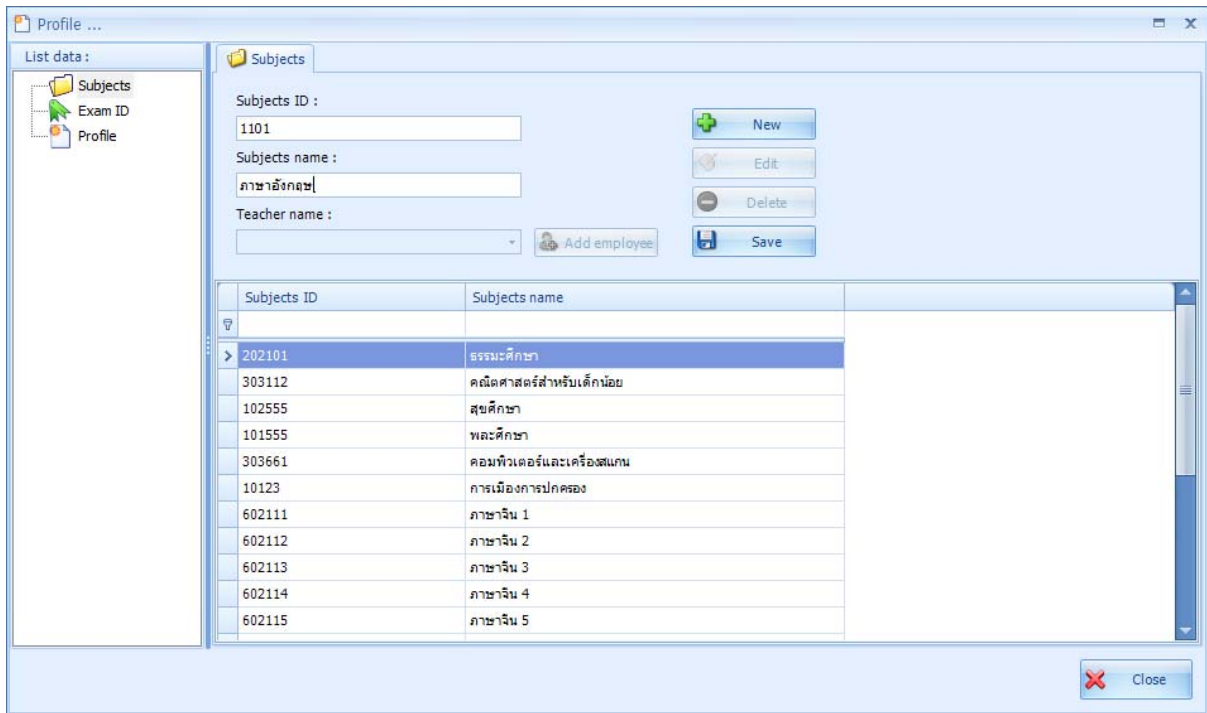 Profile ...
List data :
Subjects
Exam ID
Profile
Subjects
Subjects ID :
1101
Subjects name :
ภาษาอังกฤษ
Teacher name :
Add employee
New
Edit
Delete
Save
Subjects ID Subjects name
202101 ธรรมะศึกษา
303112 คณิตศาสตร์สำหรับเด็กน้อย
102555 สุขศึกษา
101555 พละศึกษา
303661 คอมพิวเตอร์และเครื่องสแกน
10123 การเมืองการปกครอง
602111 ภาษาจีน 1
602112 ภาษาจีน 2
602113 ภาษาจีน 3
602114 ภาษาจีน 4
602115 ภาษาจีน 5
Close